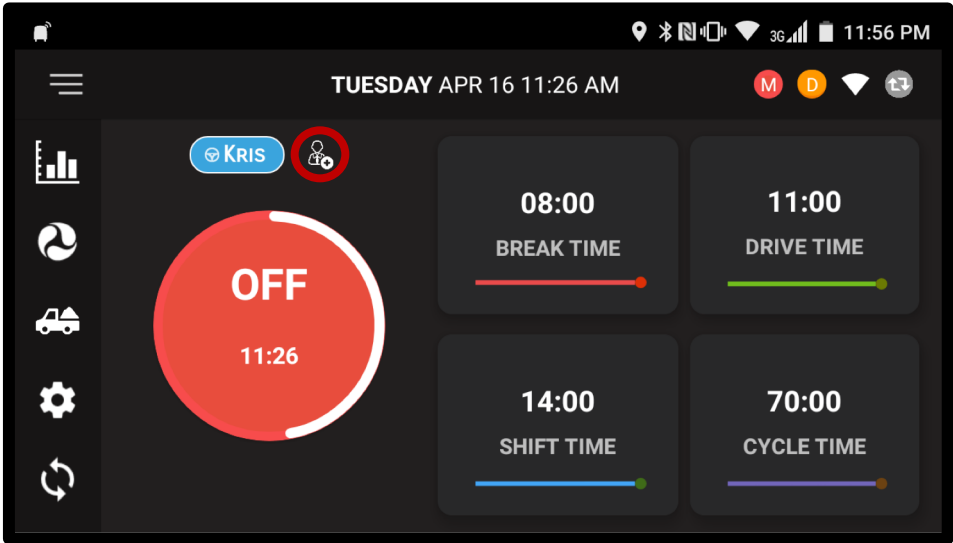 3G 11:56 PM
TUESDAY APR 16 11:26 AM M D
KRIS
OFF
11:26
08:00
BREAK TIME
11:00
DRIVE TIME
14:00
SHIFT TIME
70:00
CYCLE TIME